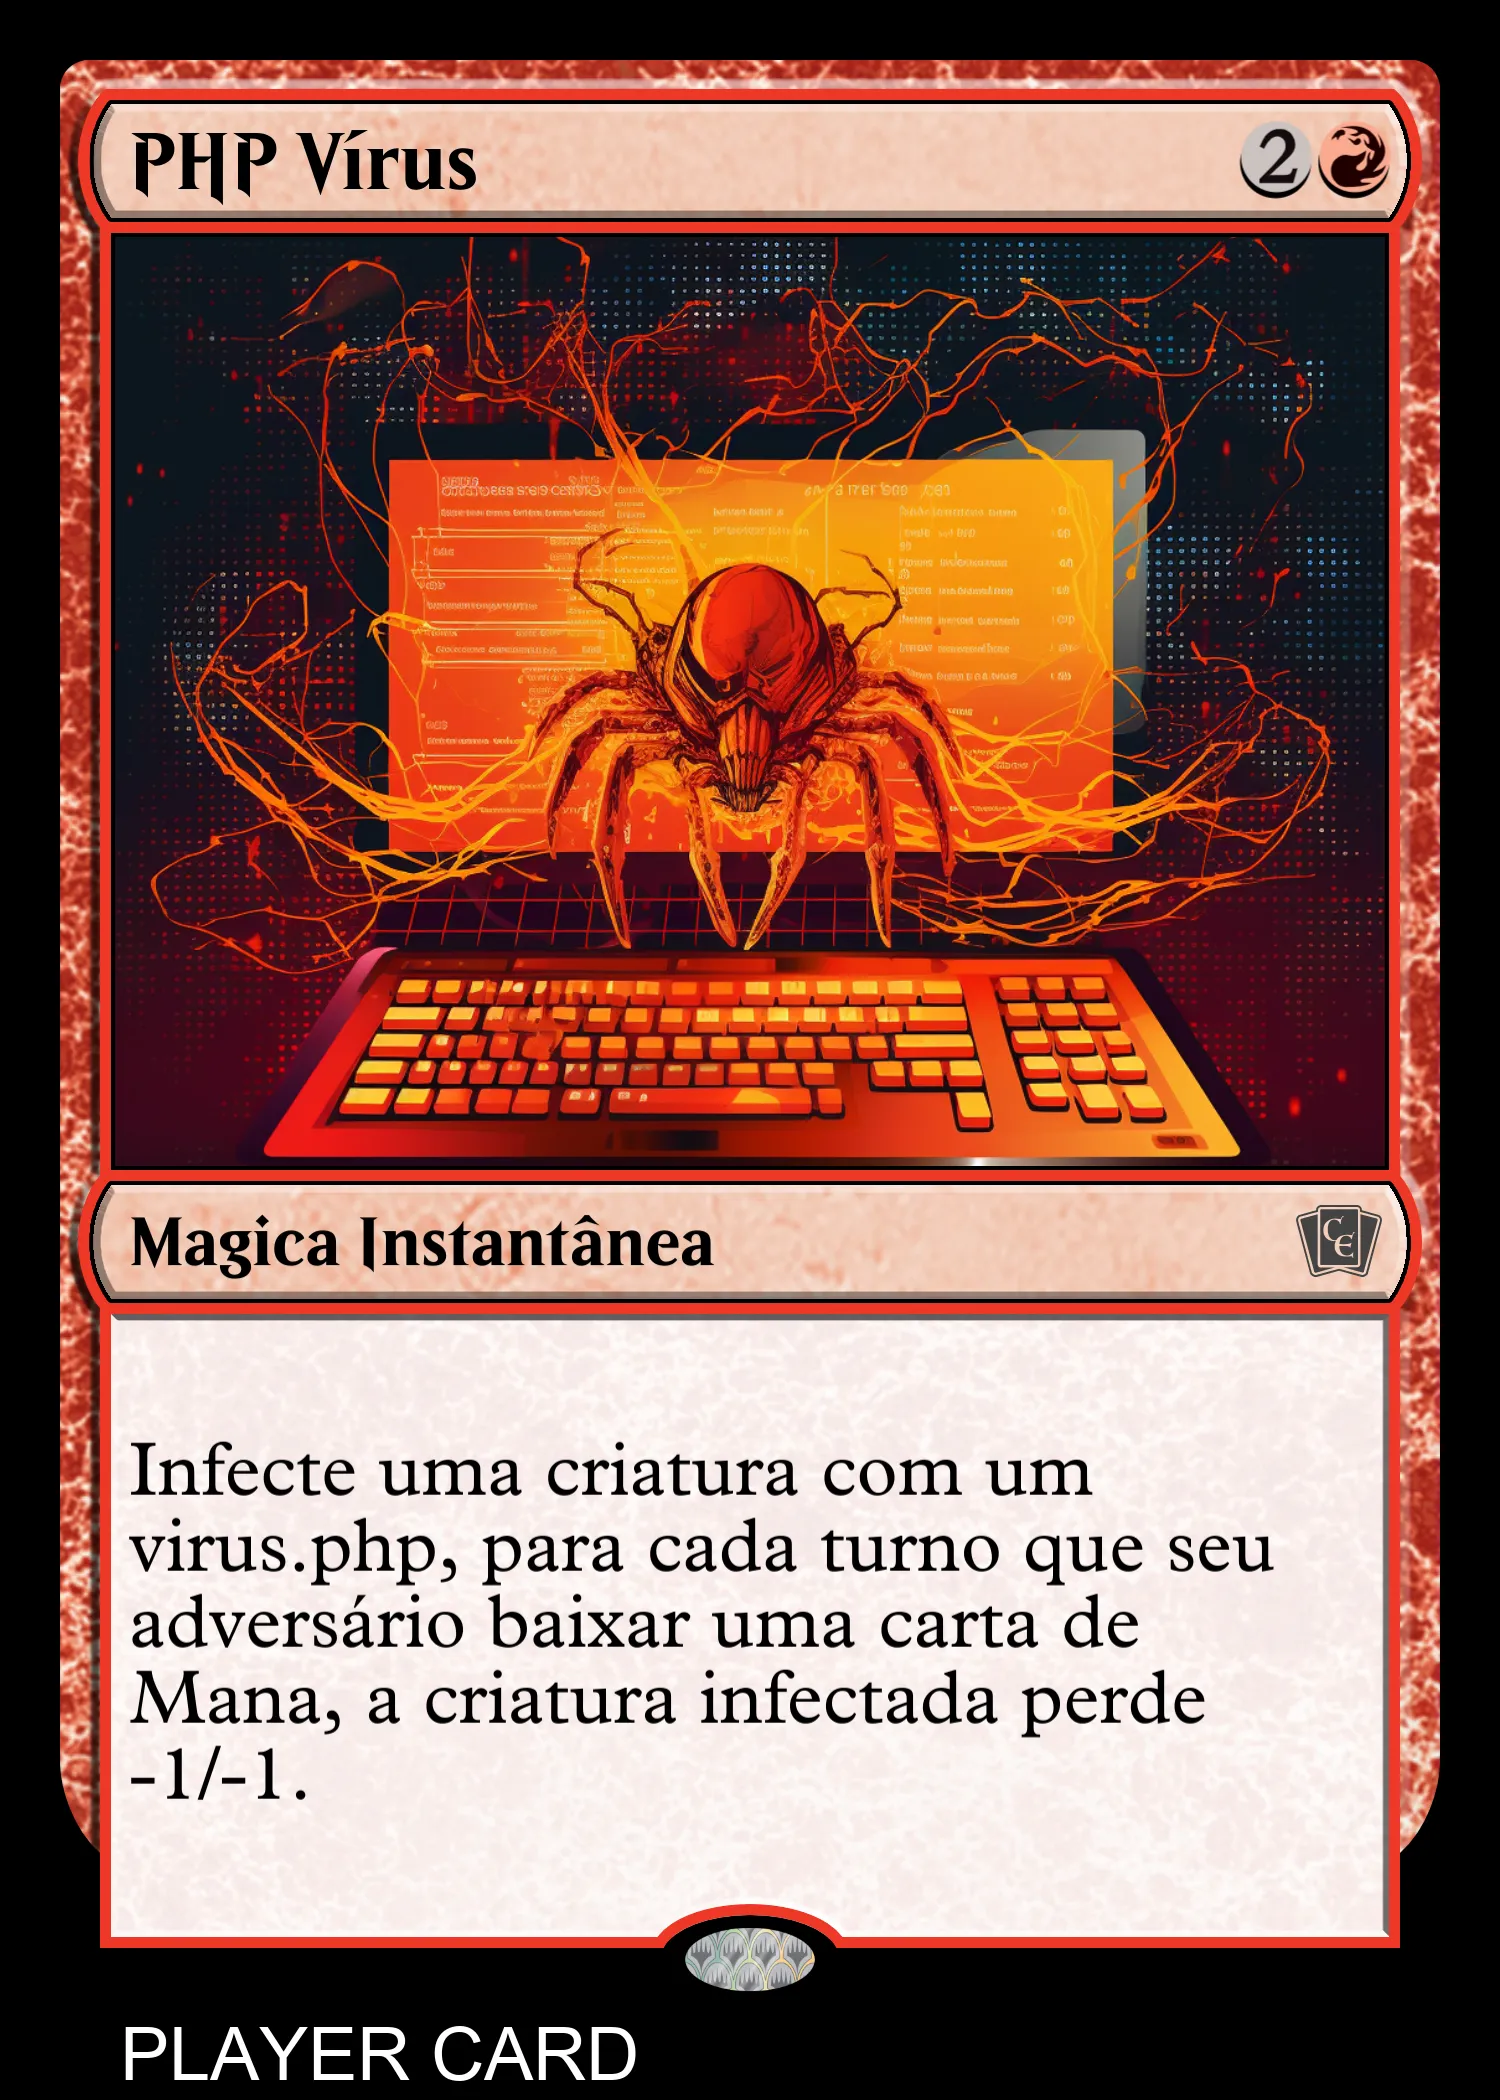 PHP Vírus
2
Magica Instantânea
CE
Infecte uma criatura com um
virus.php, para cada turno que seu
adversário baixar uma carta de
Mana, a criatura infectada perde
-1/-1.
PLAYER CARD